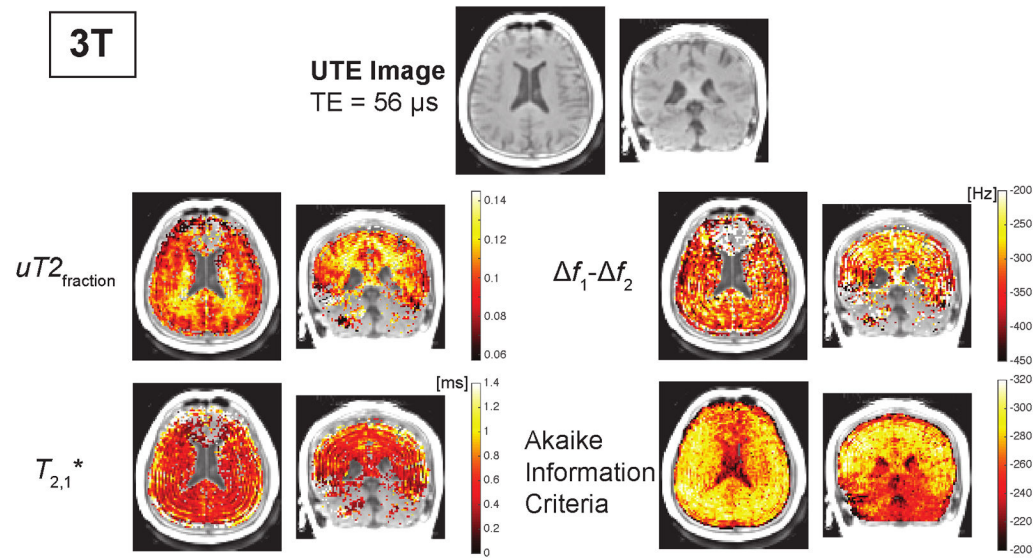 3T
UTE Image
TE = 56 µs
uT2fraction
0.14
0.12
0.1
0.08
0.06
Δf1-Δf2
[Hz]
-200
-250
-300
-350
-400
-450
T2,1*
[ms]
1.4
1.2
1
0.8
0.6
0.4
0.2
0
Akaike
Information
Criteria
-320
-300
-280
-260
-240
-220
-200